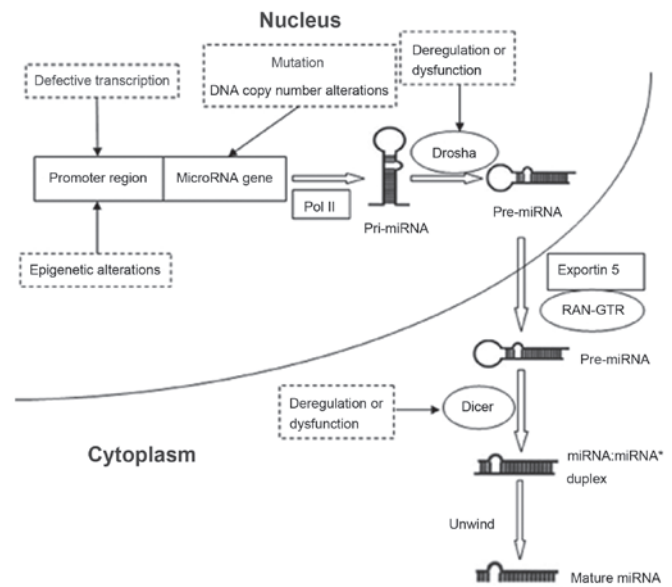 Nucleus
Defective transcription
Mutation
DNA copy number alterations
Deregulation or
dysfunction
Promoter region
MicroRNA gene
Pol II
Pri-miRNA
Drosha
Pre-miRNA
Epigenetic alterations
Exportin 5
RAN-GTR
Pre-miRNA
Deregulation or
dysfunction
Dicer
Cytoplasm
miRNA:miRNA*
duplex
Unwind
Mature miRNA